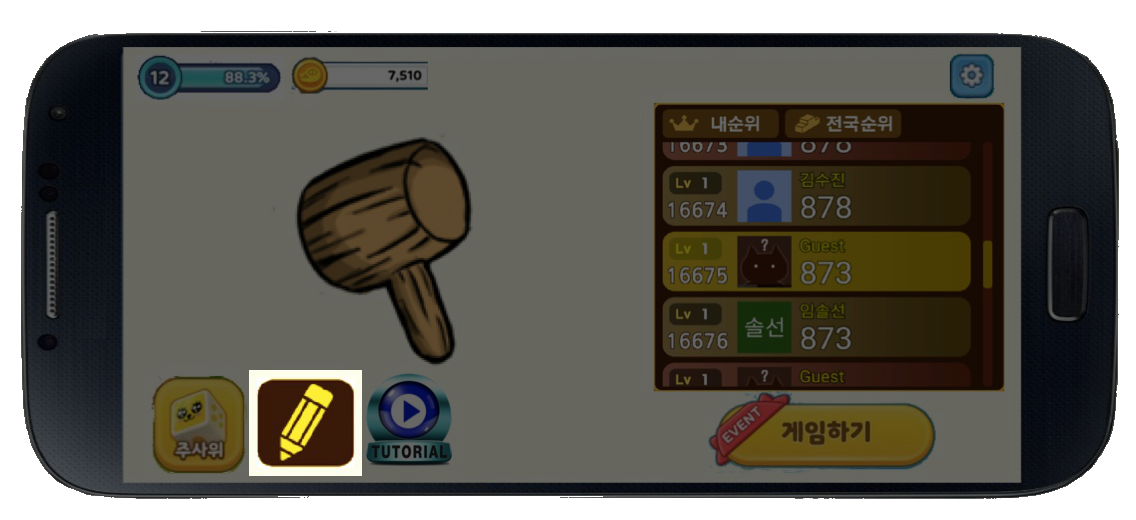 12 88.3% 7,510
내순위 전국순위
16673 878
Lv 1 김수진
16674 878
?
Lv 1 Guest
16675 873
Lv 1 임솔선
16676 솔선 873
?
Lv 1 Guest
주사위
TUTORIAL
EVENT
게임하기